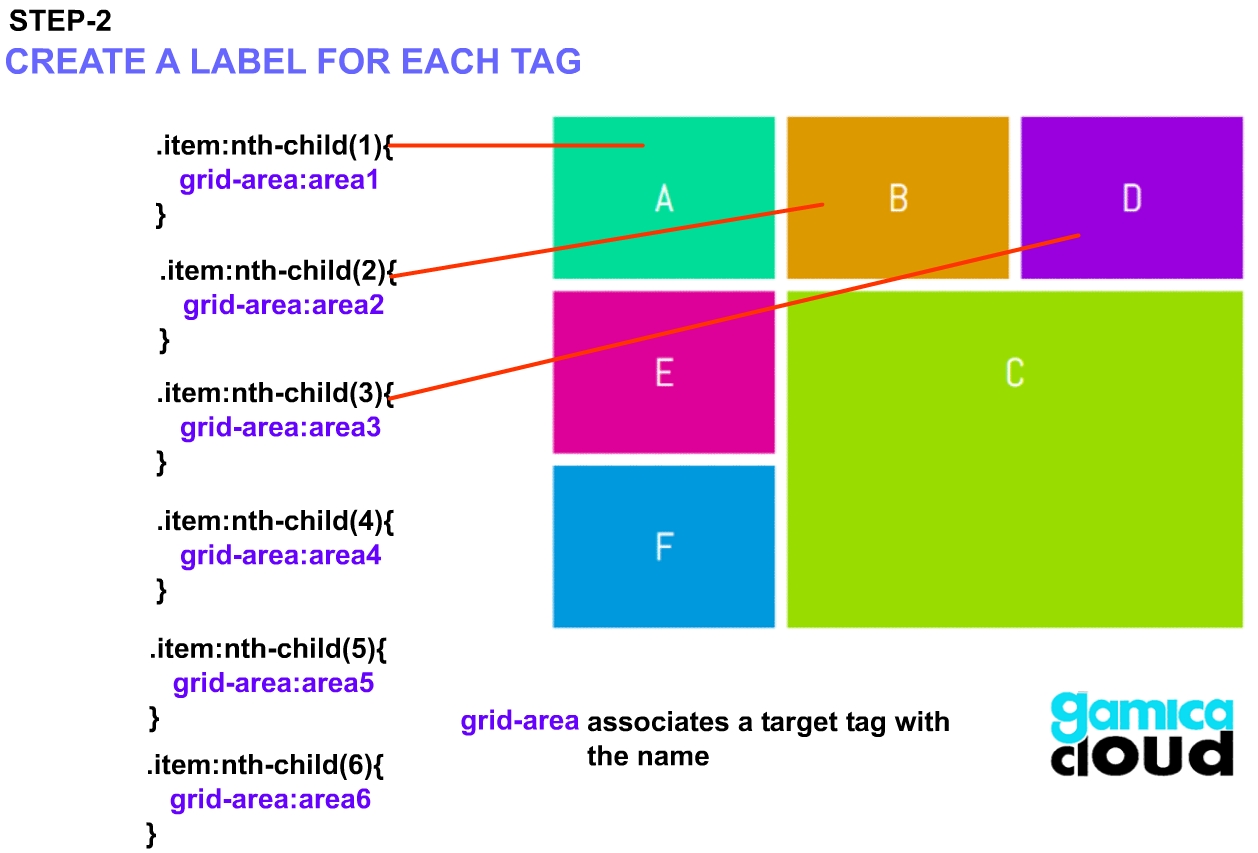 STEP-2
CREATE A LABEL FOR EACH TAG
.item:nth-child(1){
grid-area:area1
}
.item:nth-child(2){
grid-area:area2
}
.item:nth-child(3){
grid-area:area3
}
.item:nth-child(4){
grid-area:area4
}
.item:nth-child(5){
grid-area:area5
}
.item:nth-child(6){
grid-area:area6
}
A
B
D
E
C
F
grid-area associates a target tag with
the name
gamica
cloud